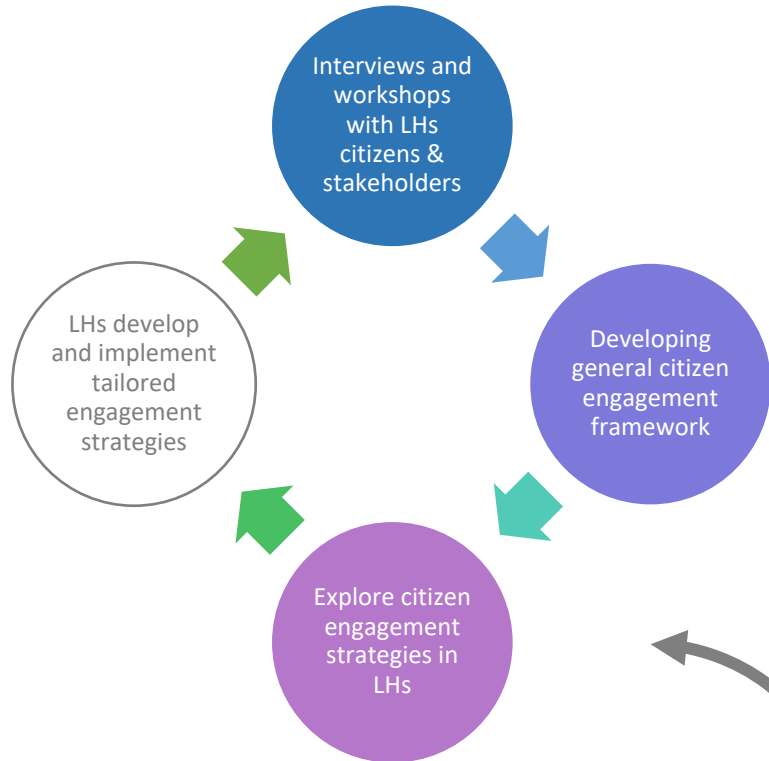 Interviews and
workshops
with LHs
citizens &
stakeholders
Developing
general citizen
engagement
framework
Explore citizen
engagement
strategies in
LHs
LHs develop
and implement
tailored
engagement
strategies